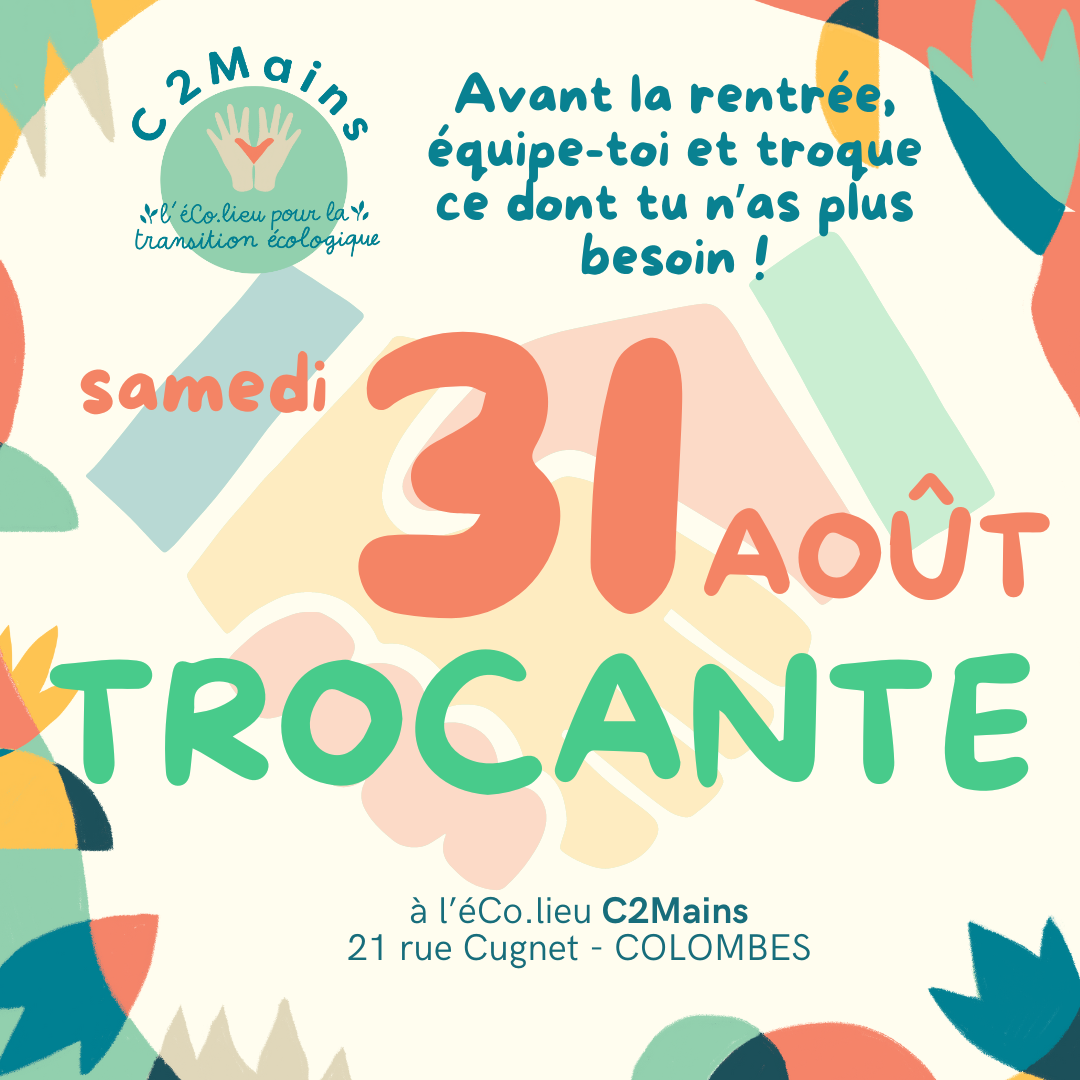 C2Mains
l'éCo.lieu pour la
transition écologique
Avant la rentrée,
équipe-toi et troque
ce dont tu n'as plus
besoin !
samedi
31
AOÛT
TROCANTE
à l'éCo.lieu C2Mains
21 rue Cugnet - COLOMBES